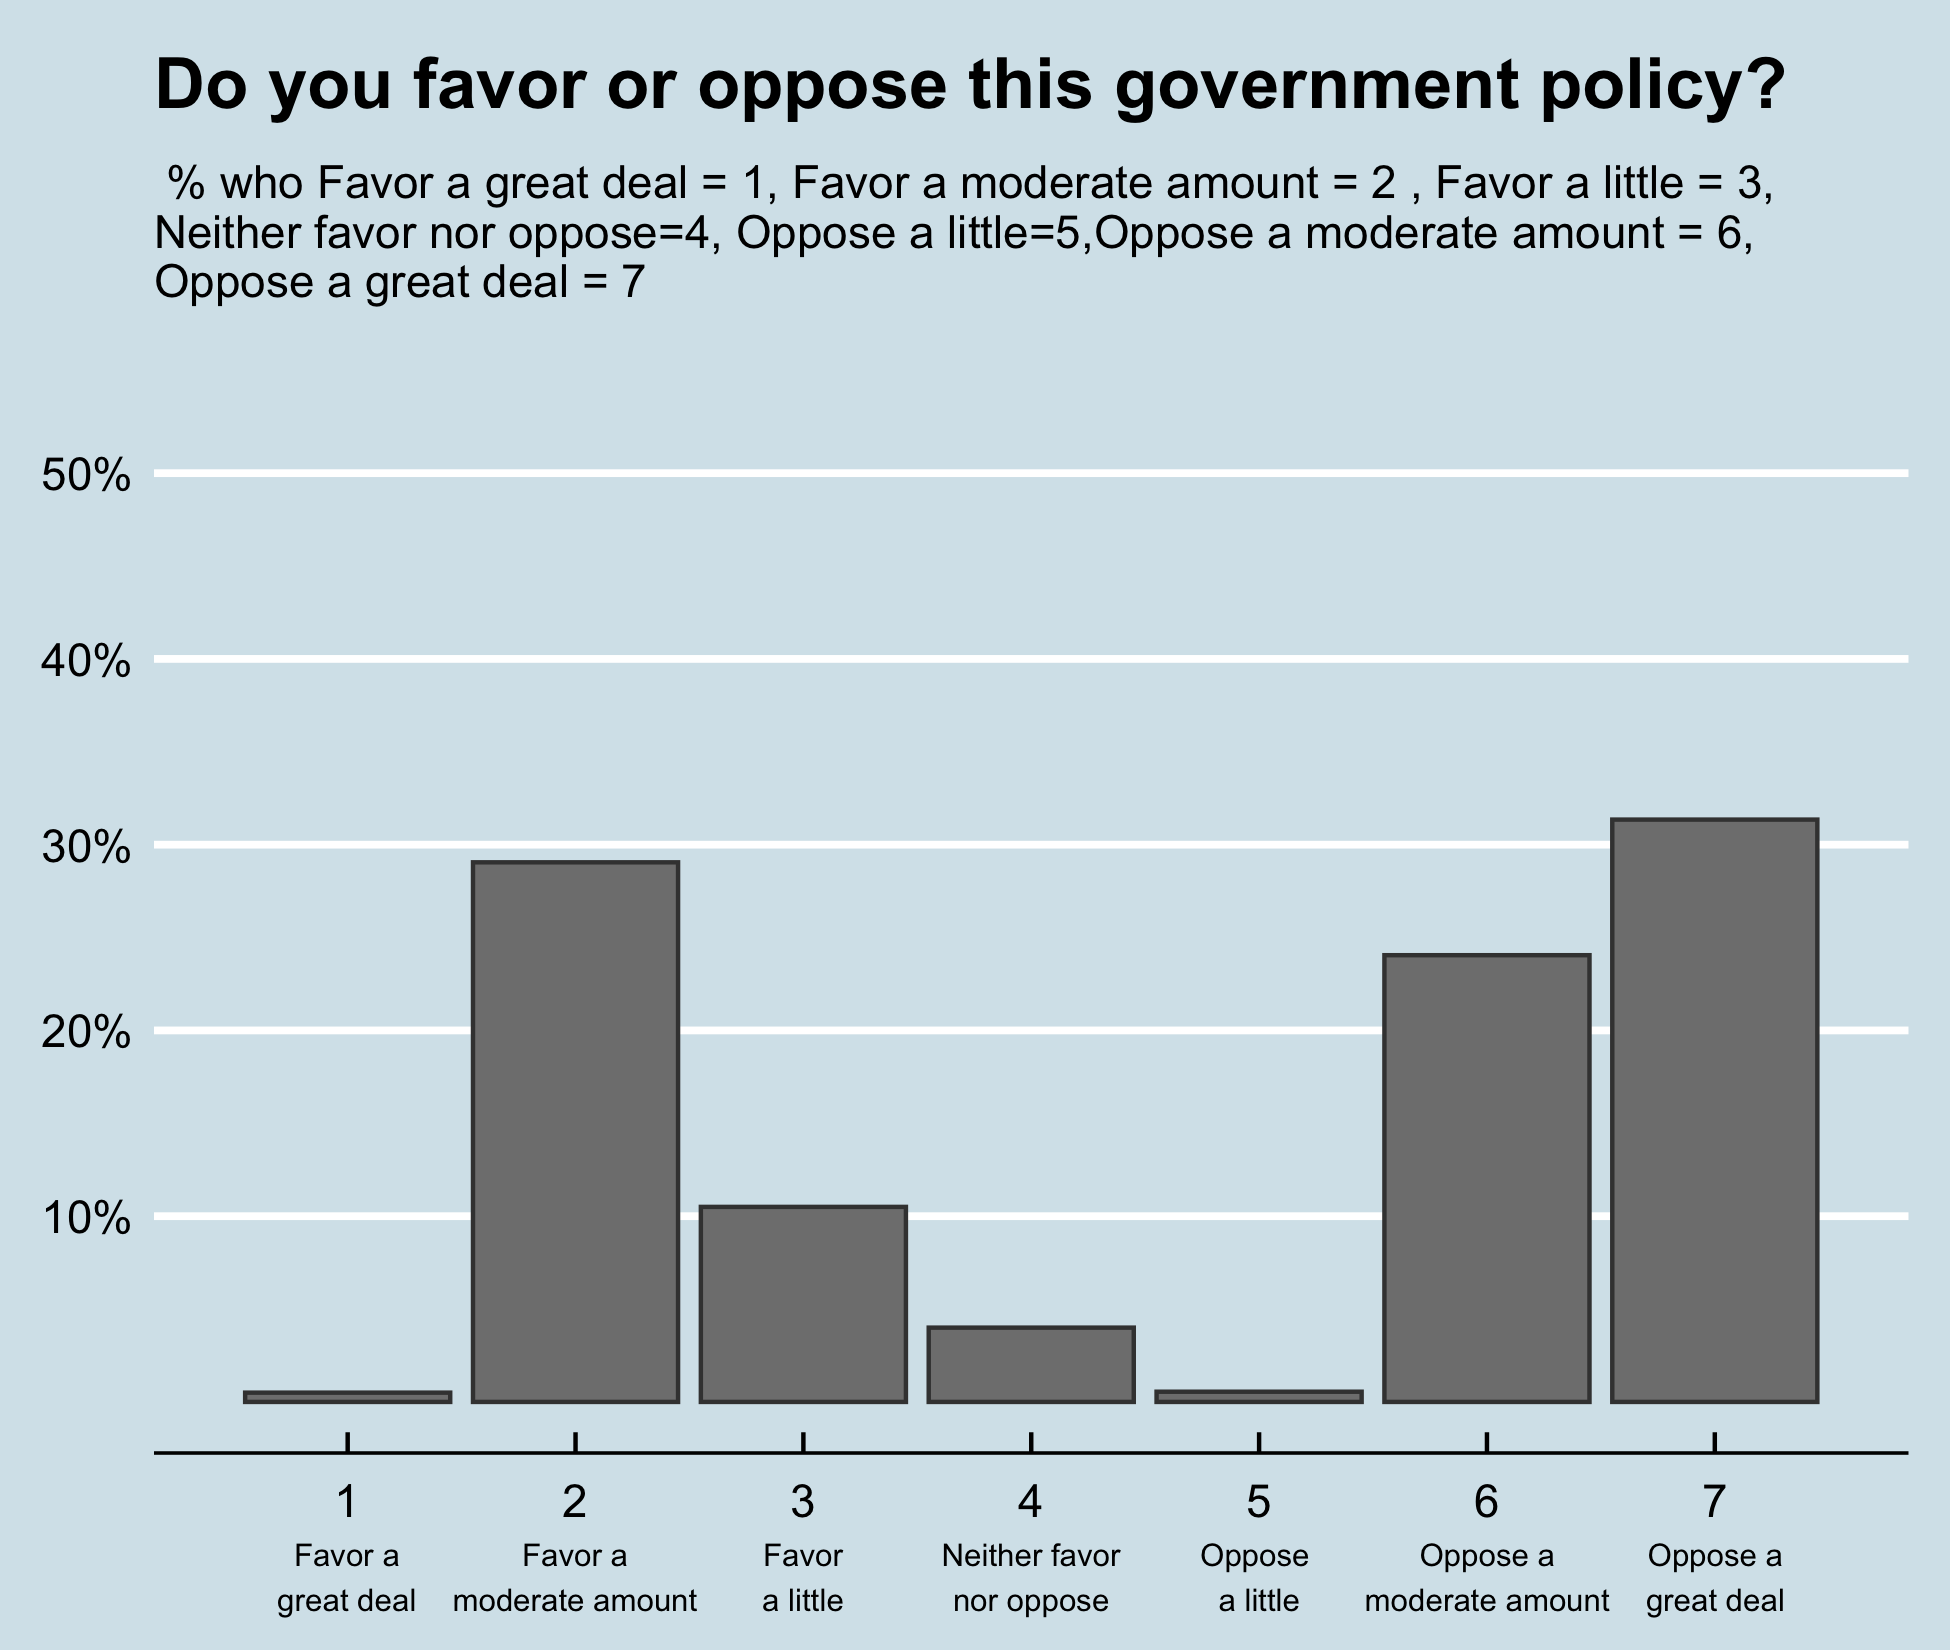 Do you favor or oppose this government policy?
% who Favor a great deal = 1, Favor a moderate amount = 2 , Favor a little = 3,
Neither favor nor oppose=4, Oppose a little=5,Oppose a moderate amount = 6,
Oppose a great deal = 7
50%
40%
30%
20%
10%
1 2 3 4 5 6 7
Favor a Favor a Favor Neither favor Oppose Oppose a Oppose a
great deal moderate amount a little nor oppose a little moderate amount great deal